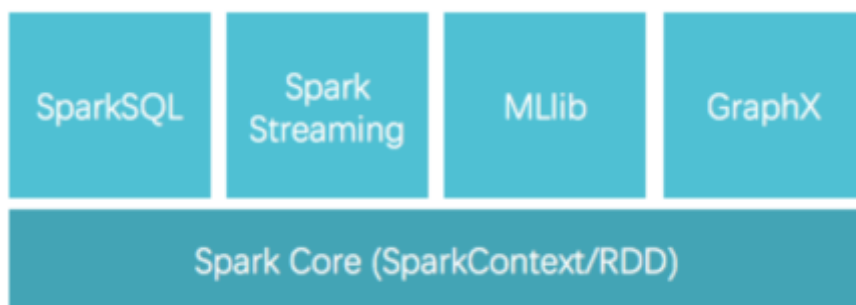 SparkSQL
Spark
Streaming
MLlib
GraphX
Spark Core (SparkContext/RDD)